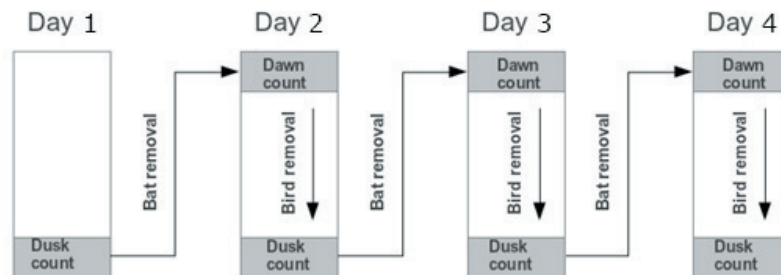 Day 1
Day 2
Day 3
Day 4
Dawn
count
Dawn
count
Dawn
count
Bat removal
Bird removal
Bat removal
Bird removal
Bat removal
Bird removal
Dusk
count
Dusk
count
Dusk
count
Dusk
count